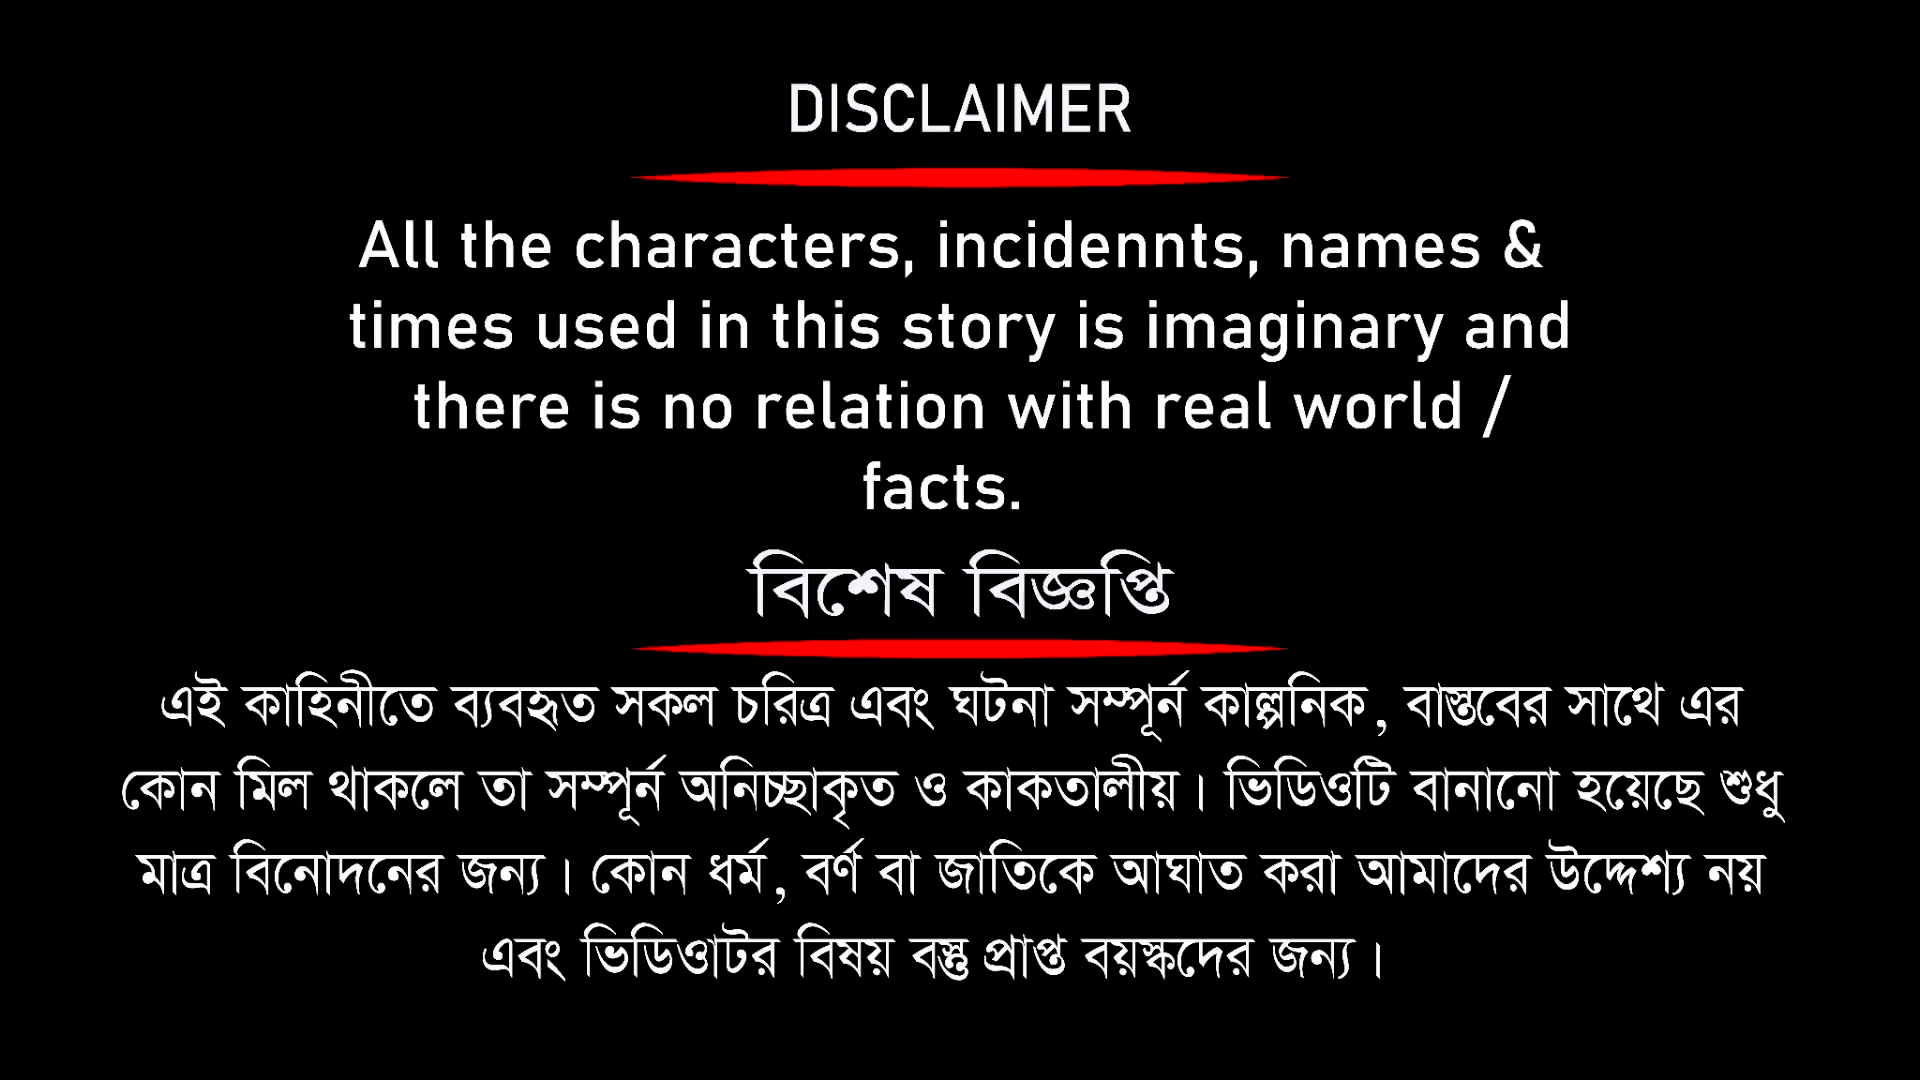 DISCLAIMER
All the characters, incidennts, names &
times used in this story is imaginary and
there is no relation with real world /
facts.
বিশেষ বিজ্ঞপ্তি
এই কাহিনীতে ব্যবহৃত সকল চরিত্র এবং ঘটনা সম্পূর্ন কাল্পনিক, বাস্তবের সাথে এর
কোন মিল থাকলে তা সম্পূর্ন অনিচ্ছাকৃত ও কাকতালীয়। ভিডিওটি বানানো হয়েছে শুধু
মাত্র বিনোদনের জন্য। কোন ধর্ম, বর্ণ বা জাতিকে আঘাত করা আমাদের উদ্দেশ্য নয়
এবং ভিডিওাটর বিষয় বস্তু প্রাপ্ত বয়স্কদের জন্য।